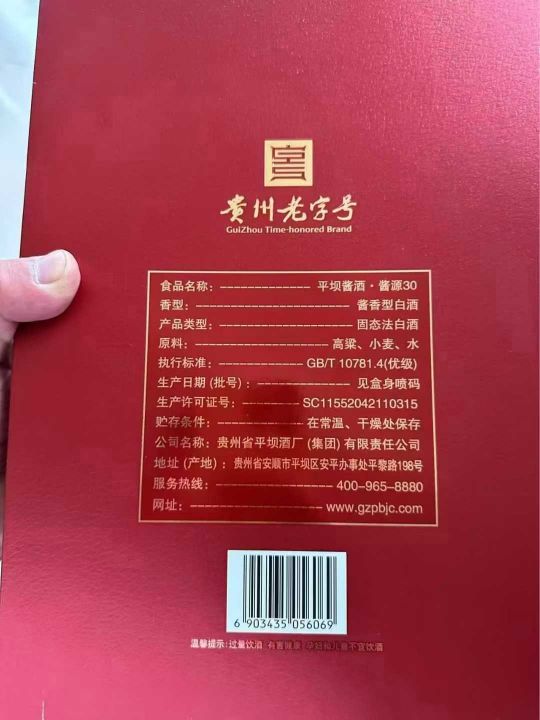 贵州老字号
GuiZhou Time-honored Brand
食品名称:-------------平坝酱酒·酱源30
香型:----------------------酱香型白酒
产品类型:-------------------固态法白酒
原料:-------------------高粱、小麦、水
执行标准:------------GB/T 10781.4(优级)
生产日期(批号):-------------见盒身喷码
生产许可证号:--------SC11552042110315
贮存条件:-------------在常温、干燥处保存
公司名称:贵州省平坝酒厂(集团)有限责任公司
地址(产地):贵州省安顺市平坝区安平办事处平黎路198号
服务热线:-----------------400-965-8880
网址:-------------------www.gzpbjc.com
6 903435 056069
温馨提示:过量饮酒 有害健康 孕妇和儿童不宜饮酒